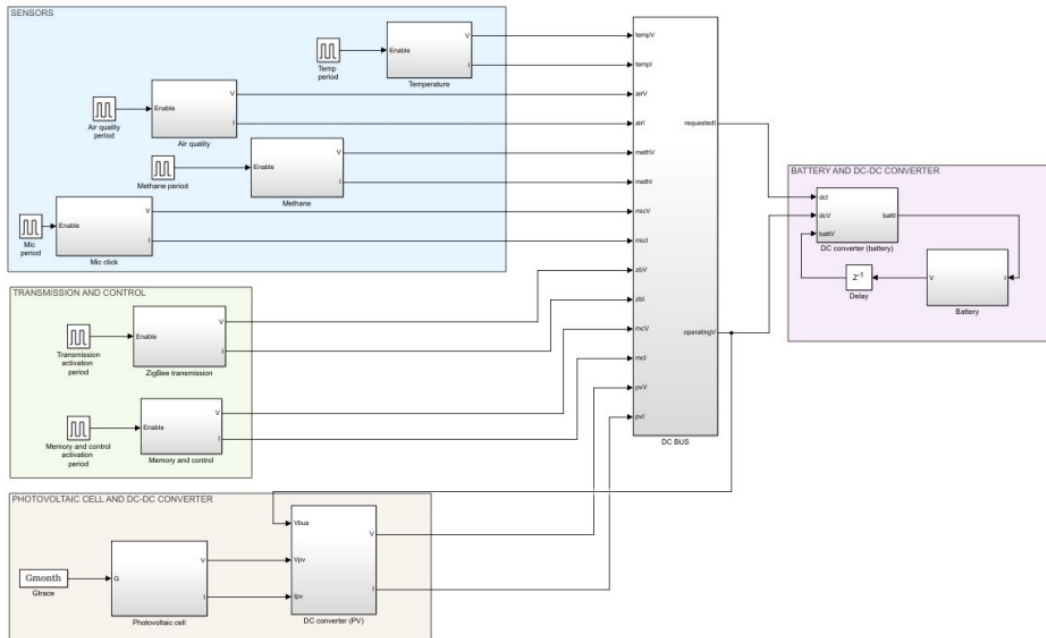 SENSORS
Temp
period
Enable
V
I
Temperature
Air quality
period
Enable
V
I
Air quality
Methane period
Enable
V
I
Methane
Mic
period
Enable
V
I
Mic click
TRANSMISSION AND CONTROL
Transmission
activation
period
Enable
V
I
ZigBee transmission
Memory and control
activation
period
Enable
V
I
Memory and control
PHOTOVOLTAIC CELL AND DC-DC CONVERTER
Gmonth
Gtrace
G
V
I
Photovoltaic cell
Vbus
Vpv
Ipv
V
I
DC converter (PV)
tempV
tempI
airV
airI
methV
methI
micV
micI
zbV
zbI
mcV
mcI
pvV
pvI
requestedI
operatingV
DC BUS
BATTERY AND DC-DC CONVERTER
dcI
dcV
battV
battI
DC converter (battery)
Z-1
Delay
V
I
Battery